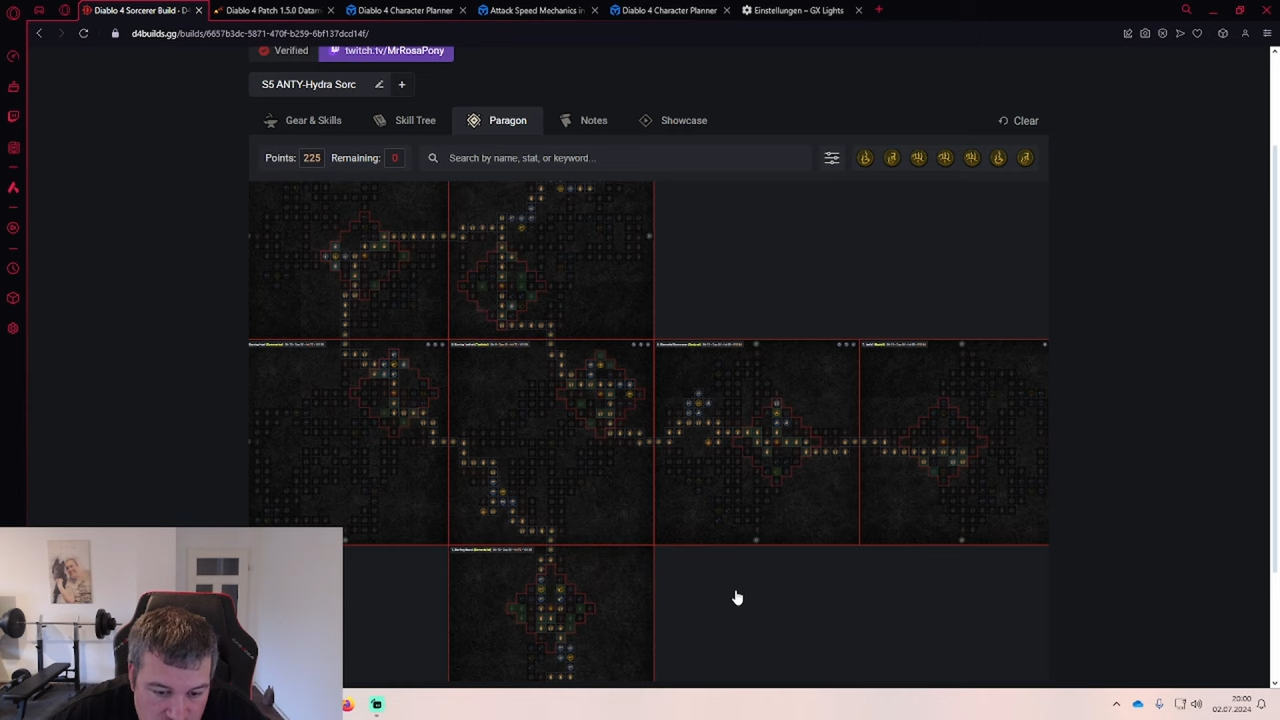 Diablo 4 Sorcerer Build - D4
Diablo 4 Patch 1.5.0 Datam
Diablo 4 Character Planner
Attack Speed Mechanics in
Diablo 4 Character Planner
Einstellungen – GX Lights
d4builds.gg/builds/6657b3dc-5871-470f-b259-6bf137dcd14f/
Verified
twitch.tv/MrRosaPony
S5 ANTY-Hydra Sorc
Gear & Skills
Skill Tree
Paragon
Notes
Showcase
Clear
Points: 225 Remaining: 0
Search by name, stat, or keyword...
20:00
02.07.2024